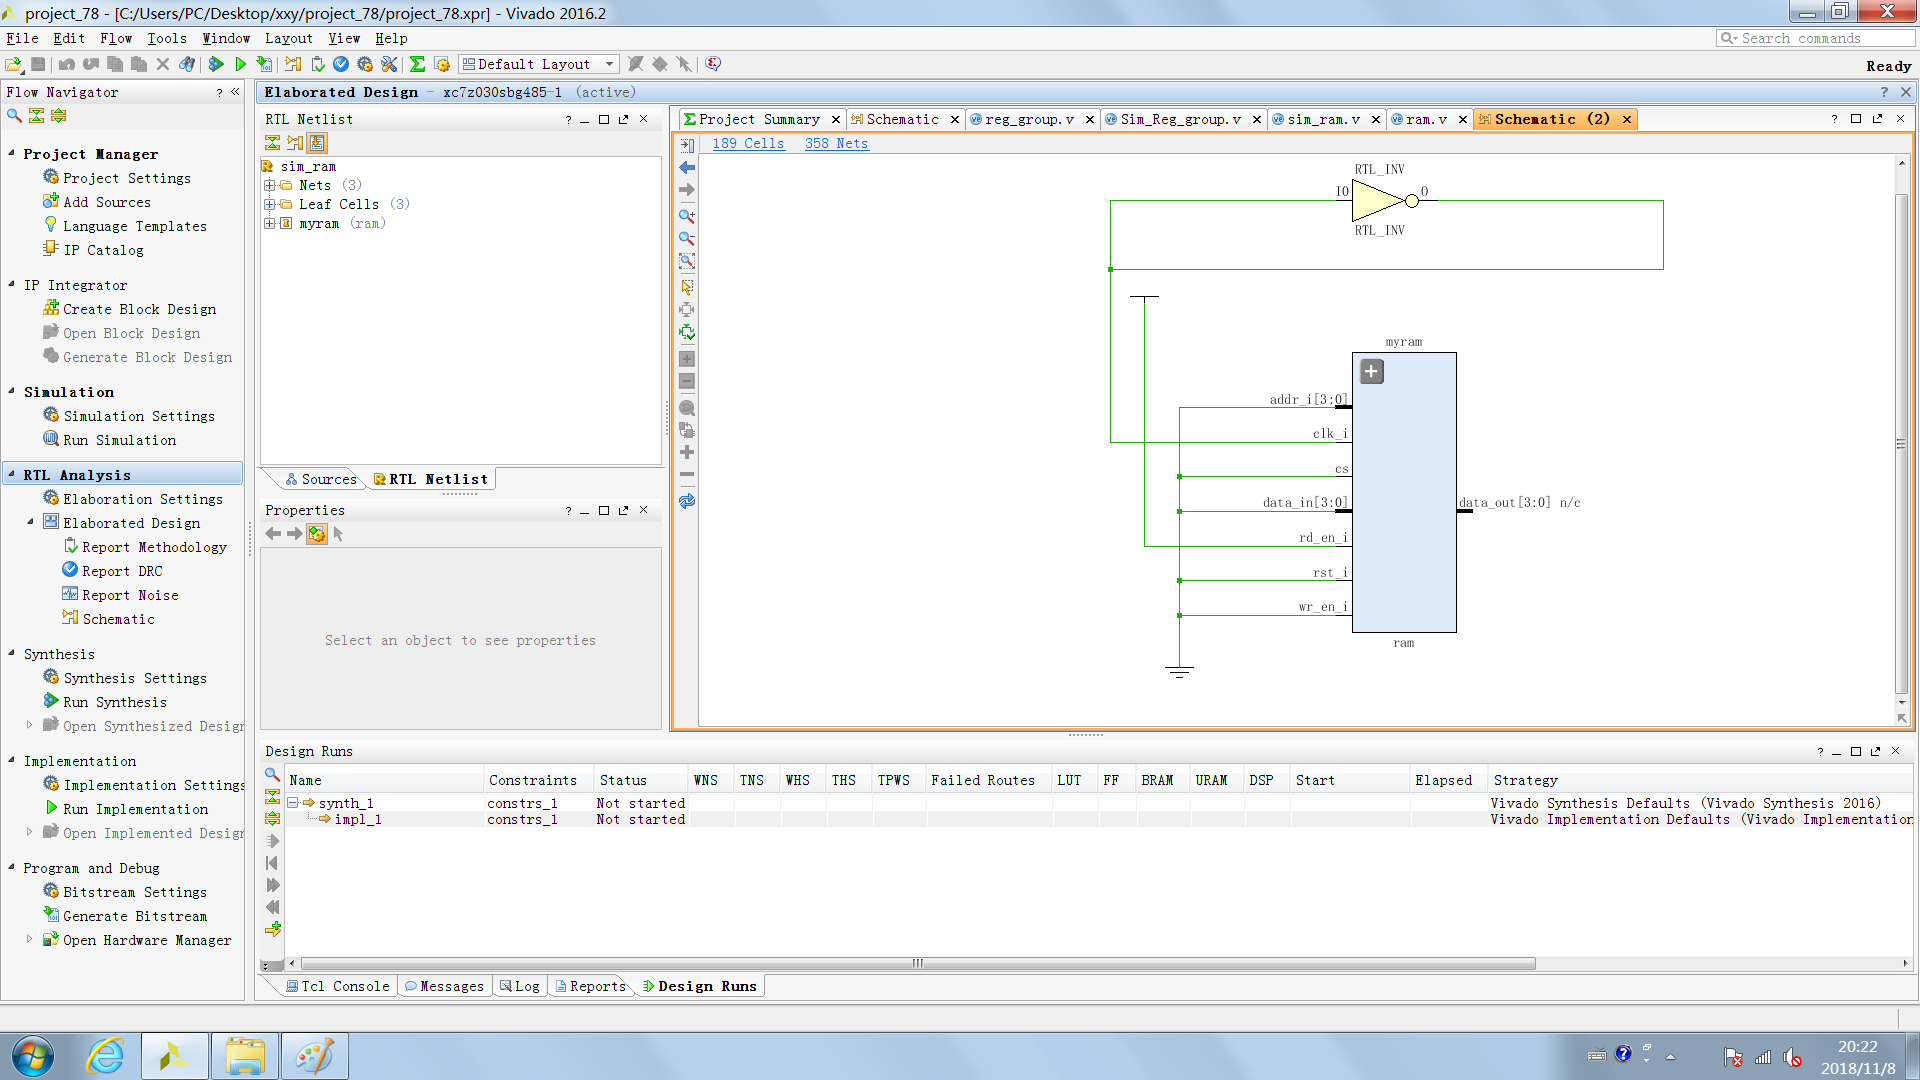 project_78 - [C:/Users/PC/Desktop/xxy/project_78/project_78.xpr] - Vivado 2016.2
File Edit Flow Tools Window Layout View Help
Search commands
Default Layout
Ready
Flow Navigator ? «
Elaborated Design - xc7z030sbg485-1 (active)
Project Manager
Project Settings
Add Sources
Language Templates
IP Catalog
IP Integrator
Create Block Design
Open Block Design
Generate Block Design
Simulation
Simulation Settings
Run Simulation
RTL Analysis
Elaboration Settings
Elaborated Design
Report Methodology
Report DRC
Report Noise
Schematic
Synthesis
Synthesis Settings
Run Synthesis
Open Synthesized Design
Implementation
Implementation Settings
Run Implementation
Open Implemented Design
Program and Debug
Bitstream Settings
Generate Bitstream
Open Hardware Manager
RTL Netlist
sim_ram
Nets (3)
Leaf Cells (3)
myram (ram)
Sources RTL Netlist
Properties
Select an object to see properties
Project Summary Schematic reg_group.v Sim_Reg_group.v sim_ram.v ram.v Schematic (2)
189 Cells 358 Nets
RTL_INV
I0 O
RTL_INV
myram
addr_i[3:0]
clk_i
cs
data_in[3:0] data_out[3:0] n/c
rd_en_i
rst_i
wr_en_i
ram
Design Runs
Name Constraints Status WNS TNS WHS THS TPWS Failed Routes LUT FF BRAM URAM DSP Start Elapsed Strategy
synth_1 constrs_1 Not started Vivado Synthesis Defaults (Vivado Synthesis 2016)
impl_1 constrs_1 Not started Vivado Implementation Defaults (Vivado Implementation
Tcl Console Messages Log Reports Design Runs
20:22
2018/11/8